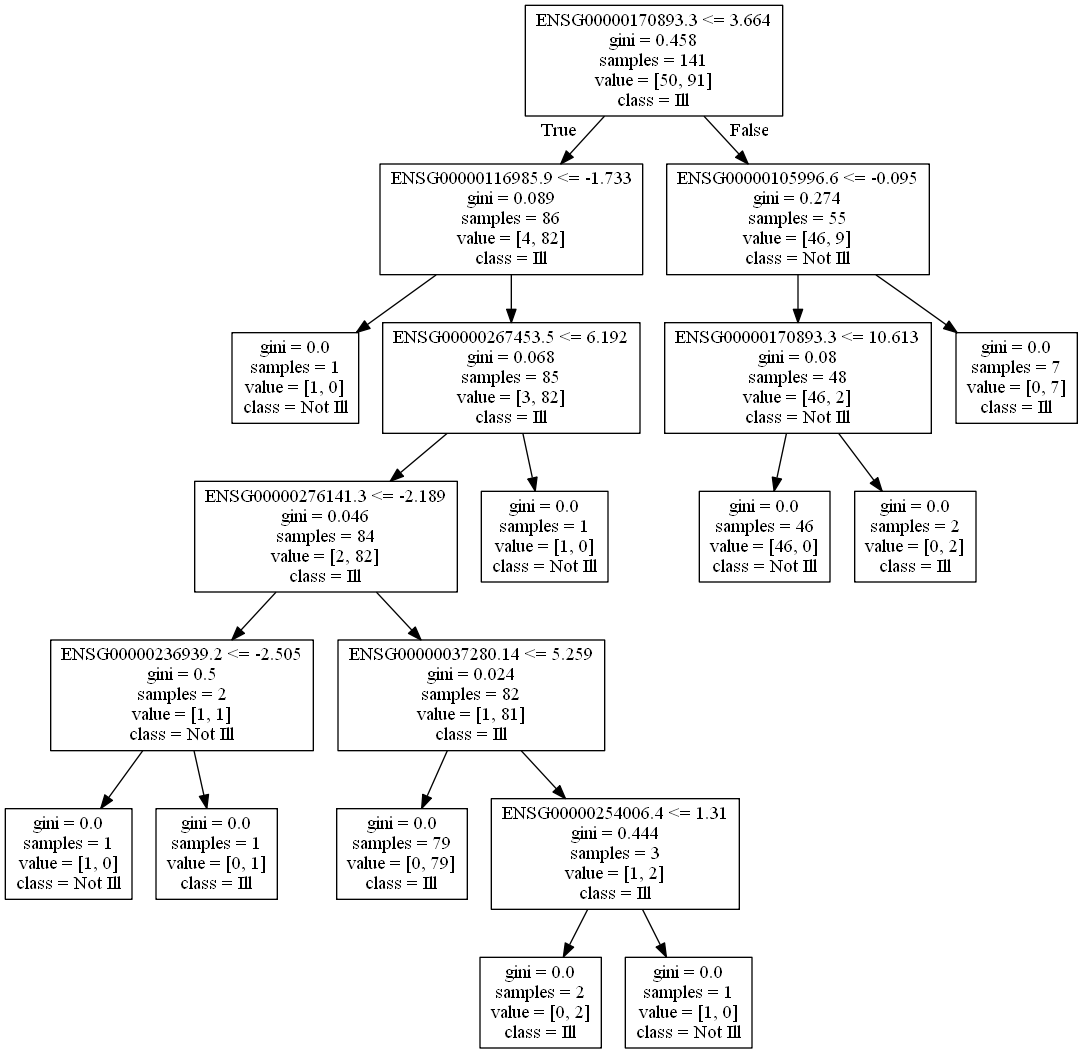 ENSG00000170893.3 <= 3.664
gini = 0.458
samples = 141
value = [50, 91]
class = Ill
True
False
ENSG00000116985.9 <= -1.733
gini = 0.089
samples = 86
value = [4, 82]
class = Ill
ENSG00000105996.6 <= -0.095
gini = 0.274
samples = 55
value = [46, 9]
class = Not Ill
gini = 0.0
samples = 1
value = [1, 0]
class = Not Ill
ENSG00000267453.5 <= 6.192
gini = 0.068
samples = 85
value = [3, 82]
class = Ill
ENSG00000170893.3 <= 10.613
gini = 0.08
samples = 48
value = [46, 2]
class = Not Ill
gini = 0.0
samples = 7
value = [0, 7]
class = Ill
ENSG00000276141.3 <= -2.189
gini = 0.046
samples = 84
value = [2, 82]
class = Ill
gini = 0.0
samples = 1
value = [1, 0]
class = Not Ill
gini = 0.0
samples = 46
value = [46, 0]
class = Not Ill
gini = 0.0
samples = 2
value = [0, 2]
class = Ill
ENSG00000236939.2 <= -2.505
gini = 0.5
samples = 2
value = [1, 1]
class = Not Ill
ENSG00000037280.14 <= 5.259
gini = 0.024
samples = 82
value = [1, 81]
class = Ill
gini = 0.0
samples = 1
value = [1, 0]
class = Not Ill
gini = 0.0
samples = 1
value = [0, 1]
class = Ill
gini = 0.0
samples = 79
value = [0, 79]
class = Ill
ENSG00000254006.4 <= 1.31
gini = 0.444
samples = 3
value = [1, 2]
class = Ill
gini = 0.0
samples = 2
value = [0, 2]
class = Ill
gini = 0.0
samples = 1
value = [1, 0]
class = Not Ill